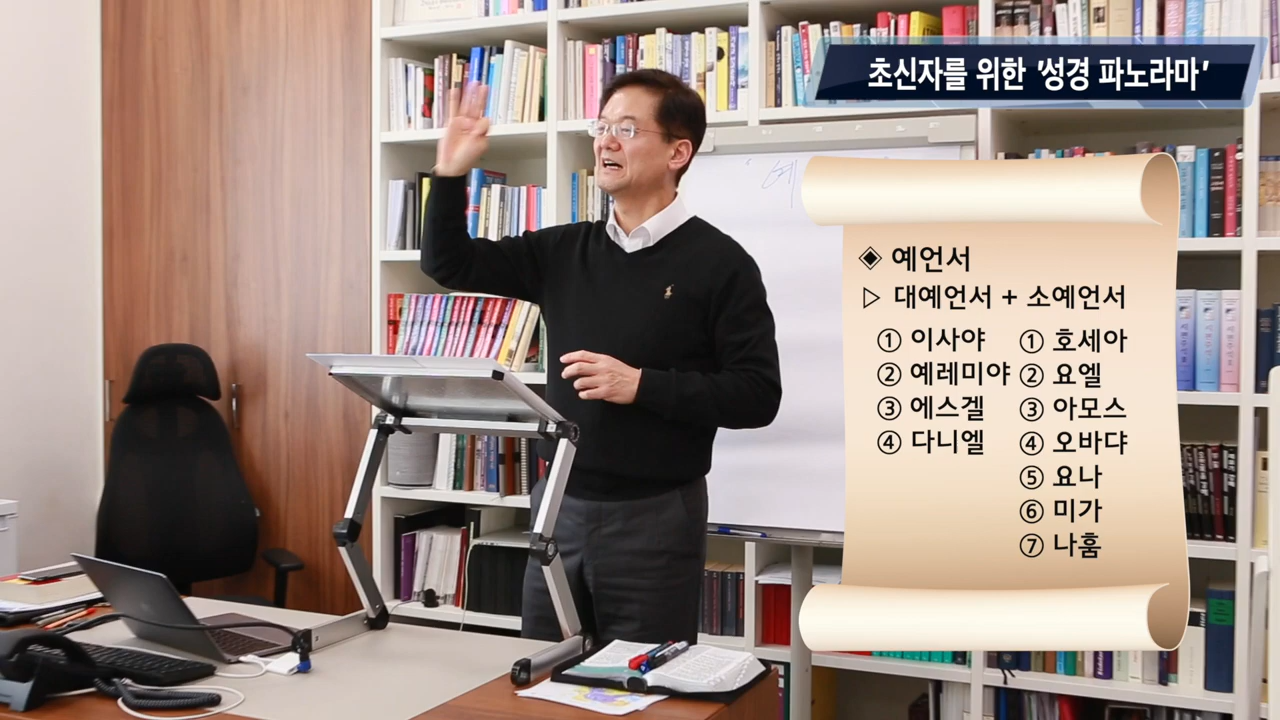 초신자를 위한 '성경 파노라마'
예
◈ 예언서
▷ 대예언서 + 소예언서
① 이사야 ① 호세아
② 예레미야 ② 요엘
③ 에스겔 ③ 아모스
④ 다니엘 ④ 오바댜
⑤ 요나
⑥ 미가
⑦ 나훔